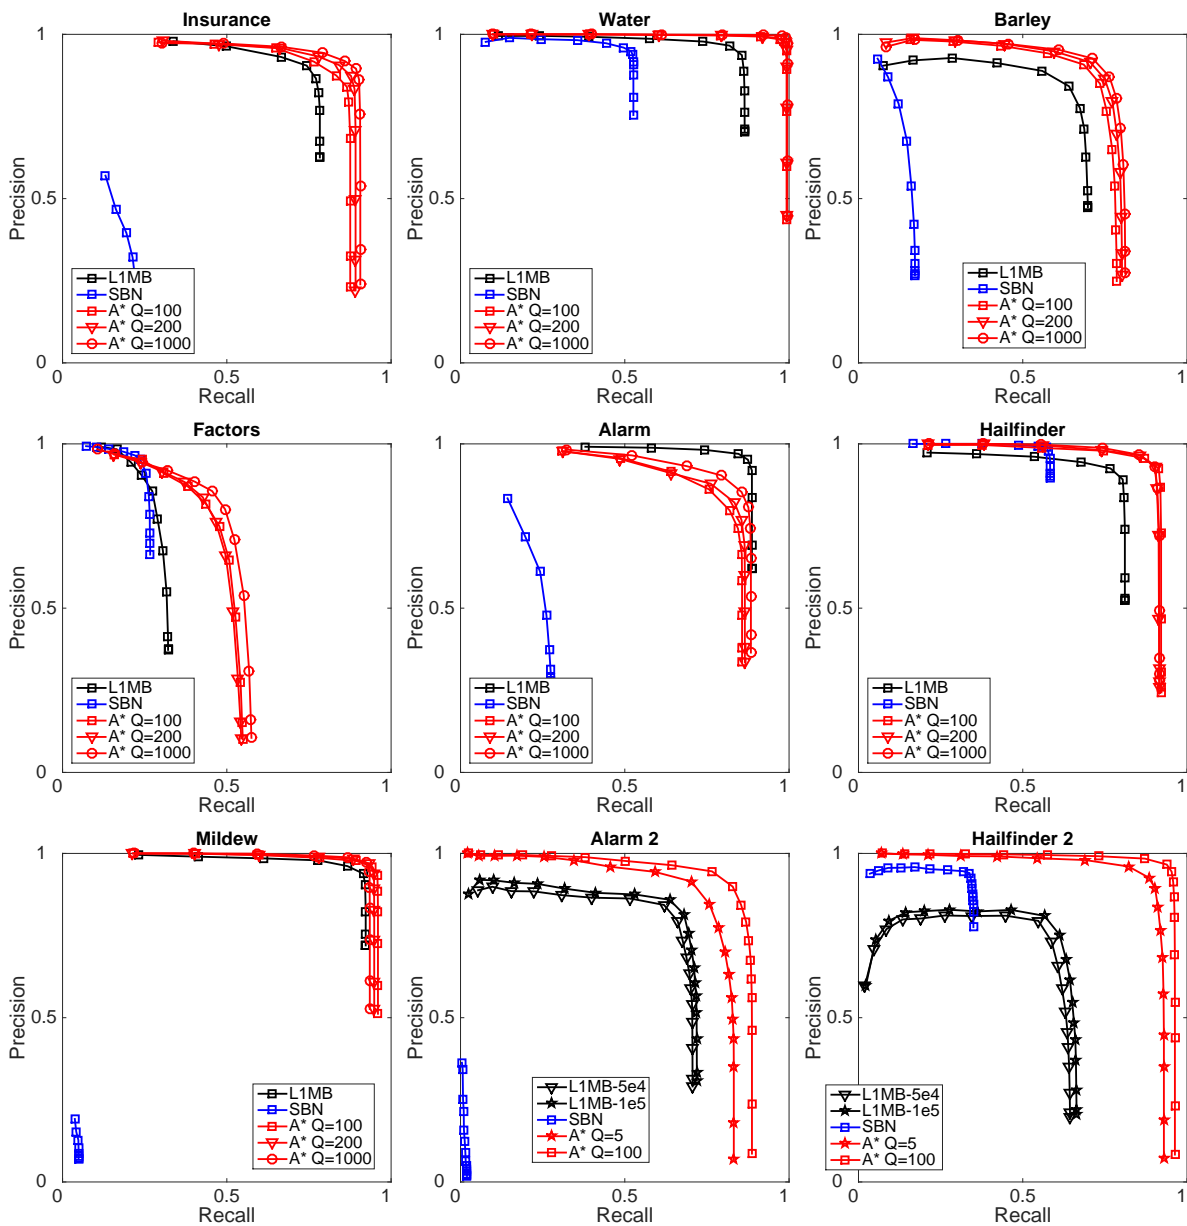 Insurance
Precision
1
0.5
0
L1MB
SBN
A* Q=100
A* Q=200
A* Q=1000
0
0.5
1
Recall
Water
Precision
1
0.5
0
L1MB
SBN
A* Q=100
A* Q=200
A* Q=1000
0
0.5
1
Recall
Barley
Precision
1
0.5
0
L1MB
SBN
A* Q=100
A* Q=200
A* Q=1000
0
0.5
1
Recall
Factors
Precision
1
0.5
0
L1MB
SBN
A* Q=100
A* Q=200
A* Q=1000
0
0.5
1
Recall
Alarm
Precision
1
0.5
0
L1MB
SBN
A* Q=100
A* Q=200
A* Q=1000
0
0.5
1
Recall
Hailfinder
Precision
1
0.5
0
L1MB
SBN
A* Q=100
A* Q=200
A* Q=1000
0
0.5
1
Recall
Mildew
Precision
1
0.5
0
L1MB
SBN
A* Q=100
A* Q=200
A* Q=1000
0
0.5
1
Recall
Alarm 2
Precision
1
0.5
0
L1MB-5e4
L1MB-1e5
SBN
A* Q=5
A* Q=100
0
0.5
1
Recall
Hailfinder 2
Precision
1
0.5
0
L1MB-5e4
L1MB-1e5
SBN
A* Q=5
A* Q=100
0
0.5
1
Recall